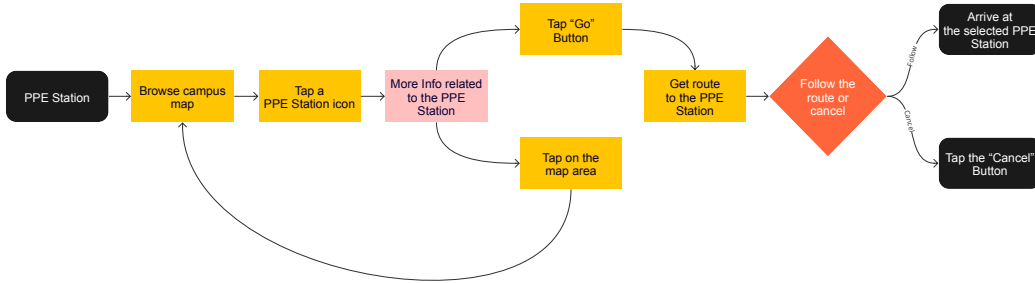 PPE Station
Browse campus
map
Tap a
PPE Station icon
More Info related
to the PPE
Station
Tap “Go”
Button
Tap on the
map area
Get route
to the PPE
Station
Follow the
route or
cancel
Follow
Cancel
Arrive at
the selected PPE
Station
Tap the “Cancel”
Button